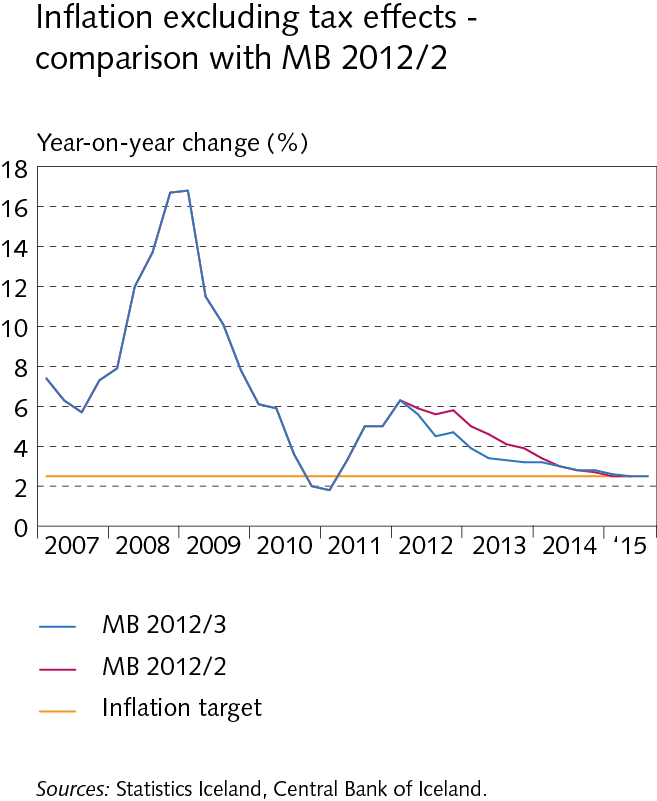 Inflation excluding tax effects -
comparison with MB 2012/2
Year-on-year change (%)
18
16
14
12
10
8
6
4
2
0
2007 2008 2009 2010 2011 2012 2013 2014 ‘15
MB 2012/3
MB 2012/2
Inflation target
Sources: Statistics Iceland, Central Bank of Iceland.